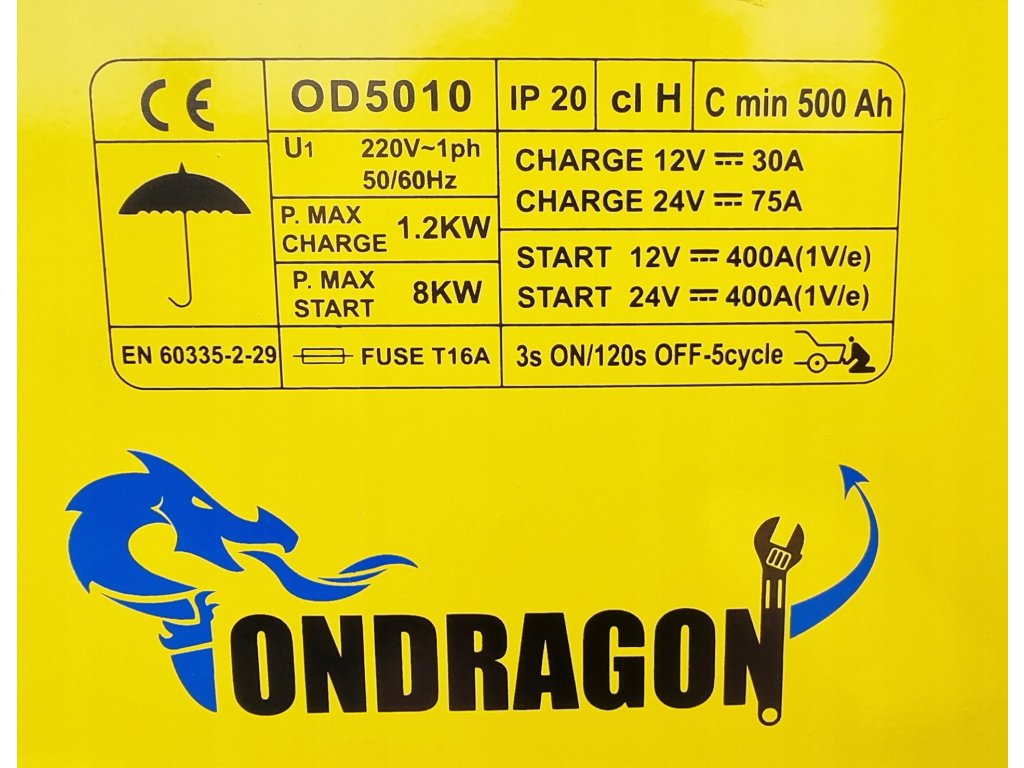 CE
OD5010
IP 20
cl H
C min 500 Ah
U1 220V~1ph
50/60Hz
CHARGE 12V ⎓ 30A
CHARGE 24V ⎓ 75A
P. MAX
CHARGE 1.2KW
START 12V ⎓ 400A(1V/e)
START 24V ⎓ 400A(1V/e)
P. MAX
START 8KW
EN 60335-2-29
FUSE T16A
3s ON/120s OFF-5cycle
TONDRAGON